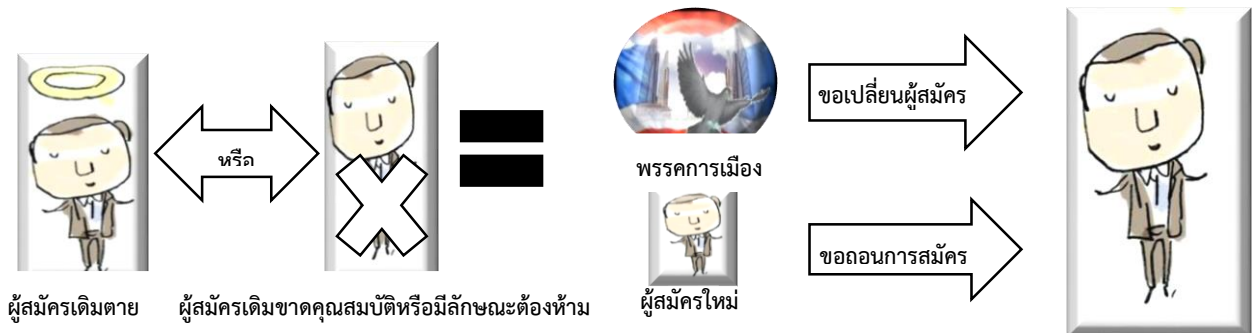 หรือ
ผู้สมัครเดิมตาย
ผู้สมัครเดิมขาดคุณสมบัติหรือมีลักษณะต้องห้าม
พรรคการเมือง
ผู้สมัครใหม่
ขอเปลี่ยนผู้สมัคร
ขอถอนการสมัคร